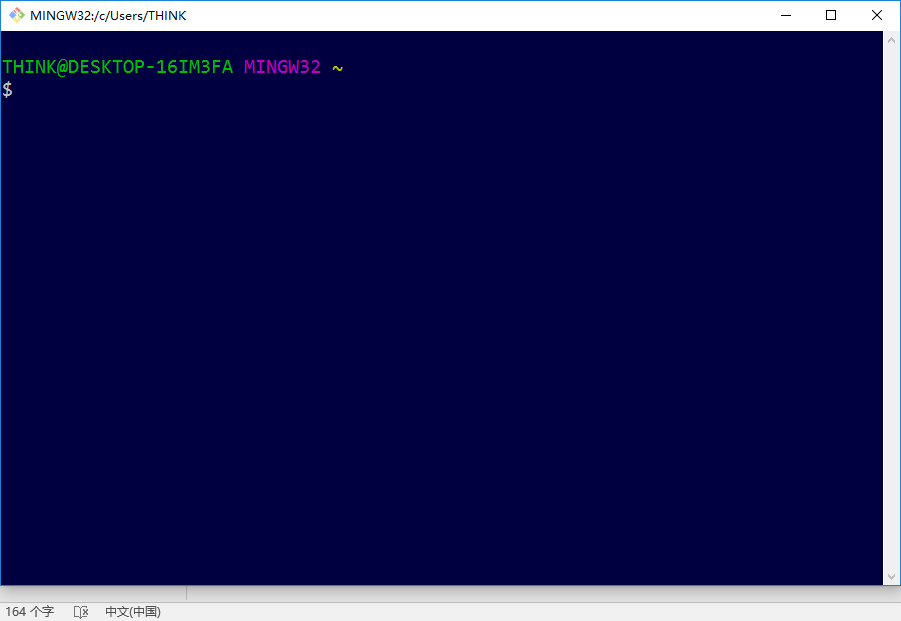 MINGW32:/c/Users/THINK
THINK@DESKTOP-16IM3FA MINGW32 ~
$
164 个字 中文(中国)